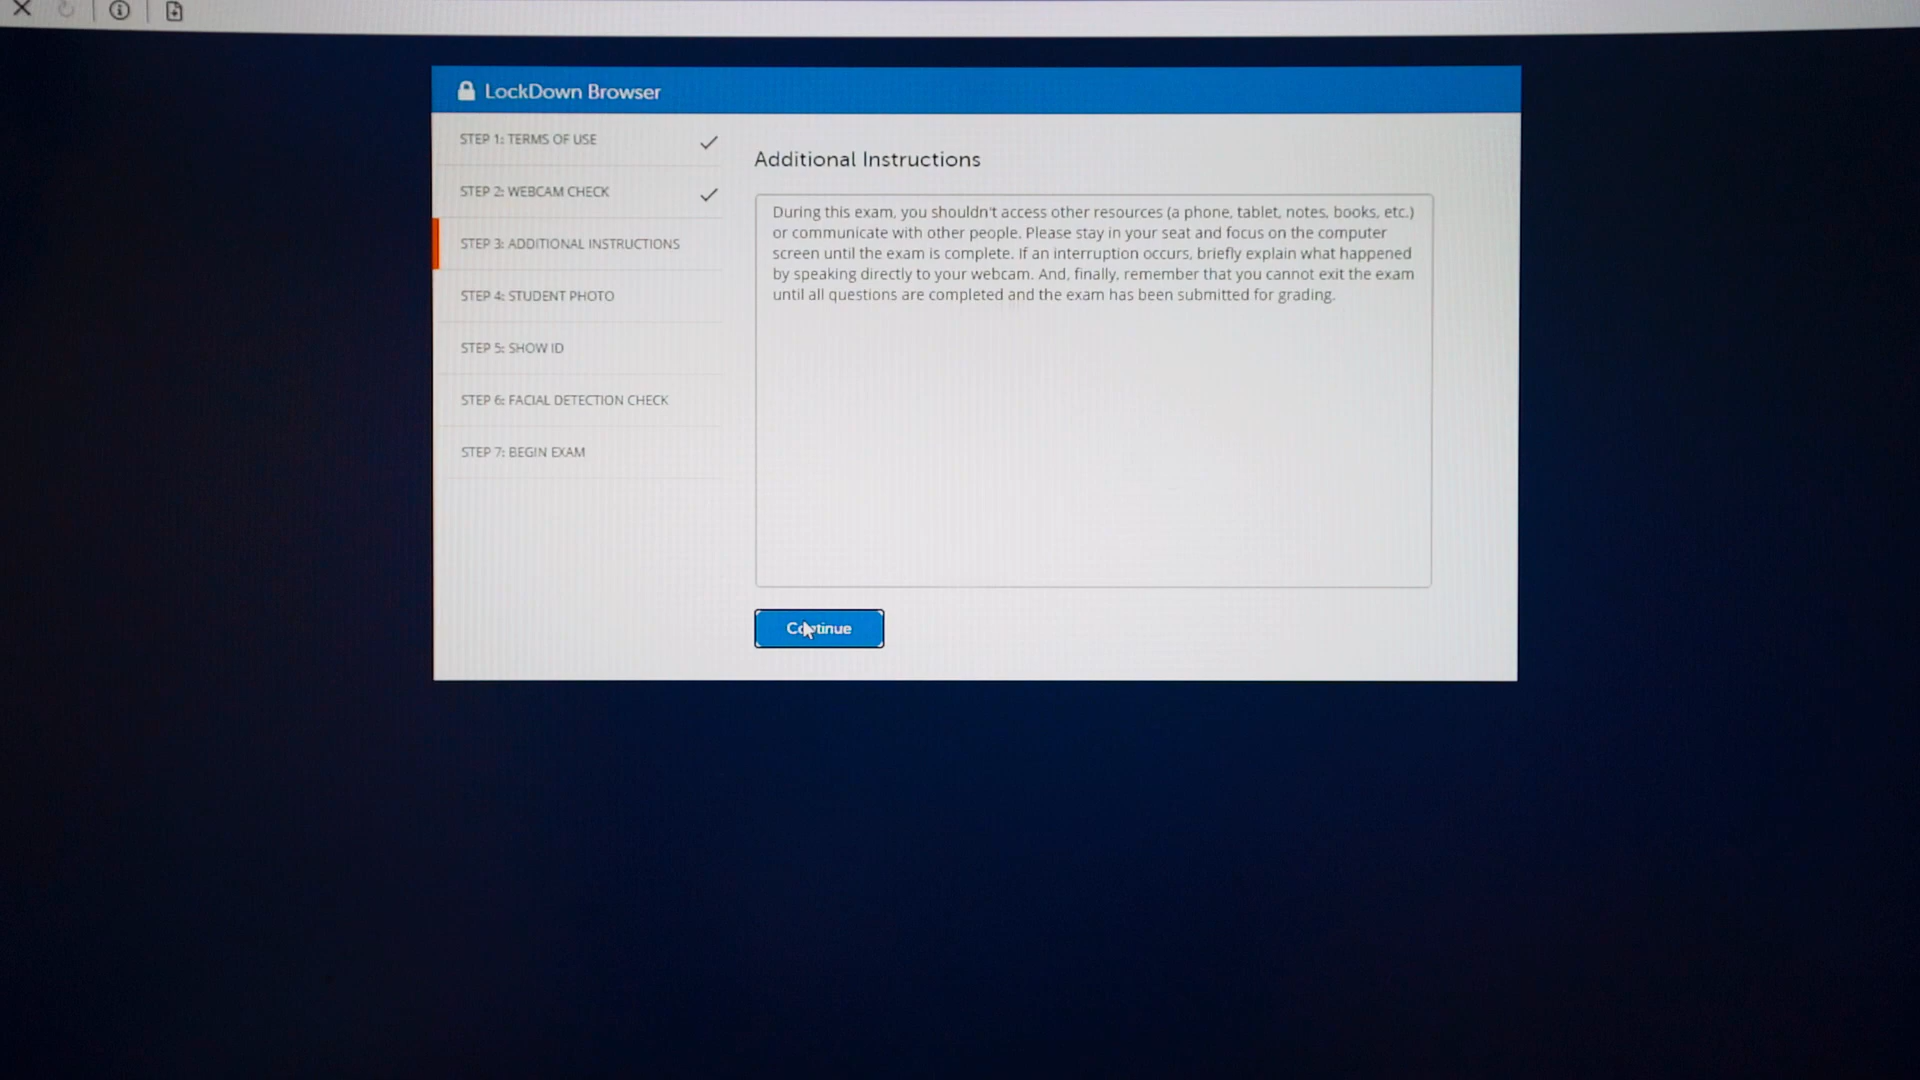 LockDown Browser
STEP 1: TERMS OF USE
STEP 2: WEBCAM CHECK
STEP 3: ADDITIONAL INSTRUCTIONS
STEP 4: STUDENT PHOTO
STEP 5: SHOW ID
STEP 6: FACIAL DETECTION CHECK
STEP 7: BEGIN EXAM
Additional Instructions
During this exam, you shouldn't access other resources (a phone, tablet, notes, books, etc.)
or communicate with other people. Please stay in your seat and focus on the computer
screen until the exam is complete. If an interruption occurs, briefly explain what happened
by speaking directly to your webcam. And, finally, remember that you cannot exit the exam
until all questions are completed and the exam has been submitted for grading.
Continue